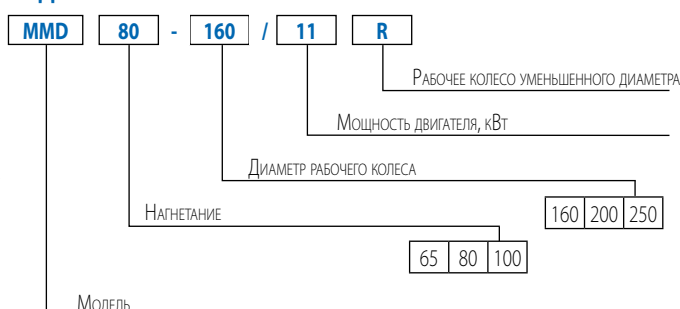 MMD 80 - 160 / 11 R
Рабочее колесо уменьшенного диаметра
Мощность двигателя, кВт
Диаметр рабочего колеса
160 200 250
Нагнетание
65 80 100
Модель